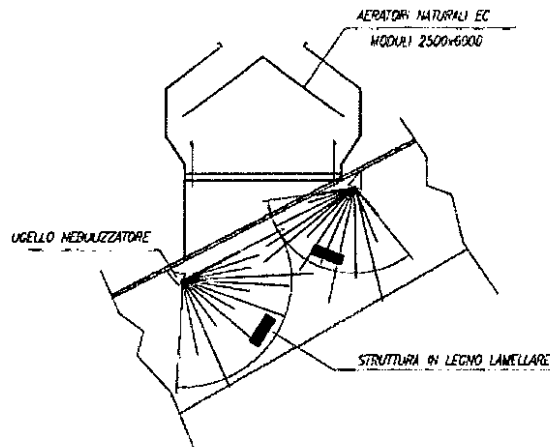 AERATORI NATURALI EC
MODULI 2500x6000
UGELLO NEBULIZZATORE
STRUTTURA IN LEGNO LAMELLARE